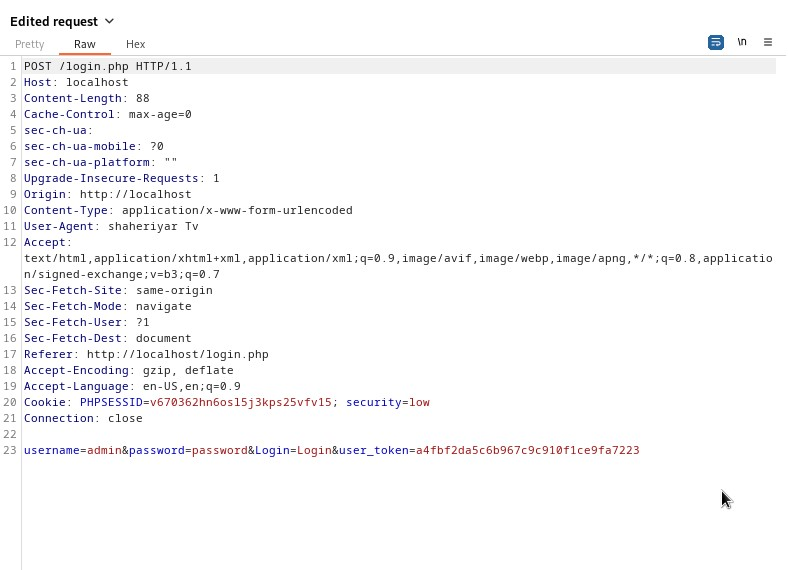 Edited request
Pretty Raw Hex \n
1 POST /login.php HTTP/1.1
2 Host: localhost
3 Content-Length: 88
4 Cache-Control: max-age=0
5 sec-ch-ua:
6 sec-ch-ua-mobile: ?0
7 sec-ch-ua-platform: ""
8 Upgrade-Insecure-Requests: 1
9 Origin: http://localhost
10 Content-Type: application/x-www-form-urlencoded
11 User-Agent: shaheriyar Tv
12 Accept:
text/html,application/xhtml+xml,application/xml;q=0.9,image/avif,image/webp,image/apng,*/*;q=0.8,applicatio
n/signed-exchange;v=b3;q=0.7
13 Sec-Fetch-Site: same-origin
14 Sec-Fetch-Mode: navigate
15 Sec-Fetch-User: ?1
16 Sec-Fetch-Dest: document
17 Referer: http://localhost/login.php
18 Accept-Encoding: gzip, deflate
19 Accept-Language: en-US,en;q=0.9
20 Cookie: PHPSESSID=v670362hn6osl5j3kps25vfv15; security=low
21 Connection: close
22
23 username=admin&password=password&Login=Login&user_token=a4fbf2da5c6b967c9c910f1ce9fa7223